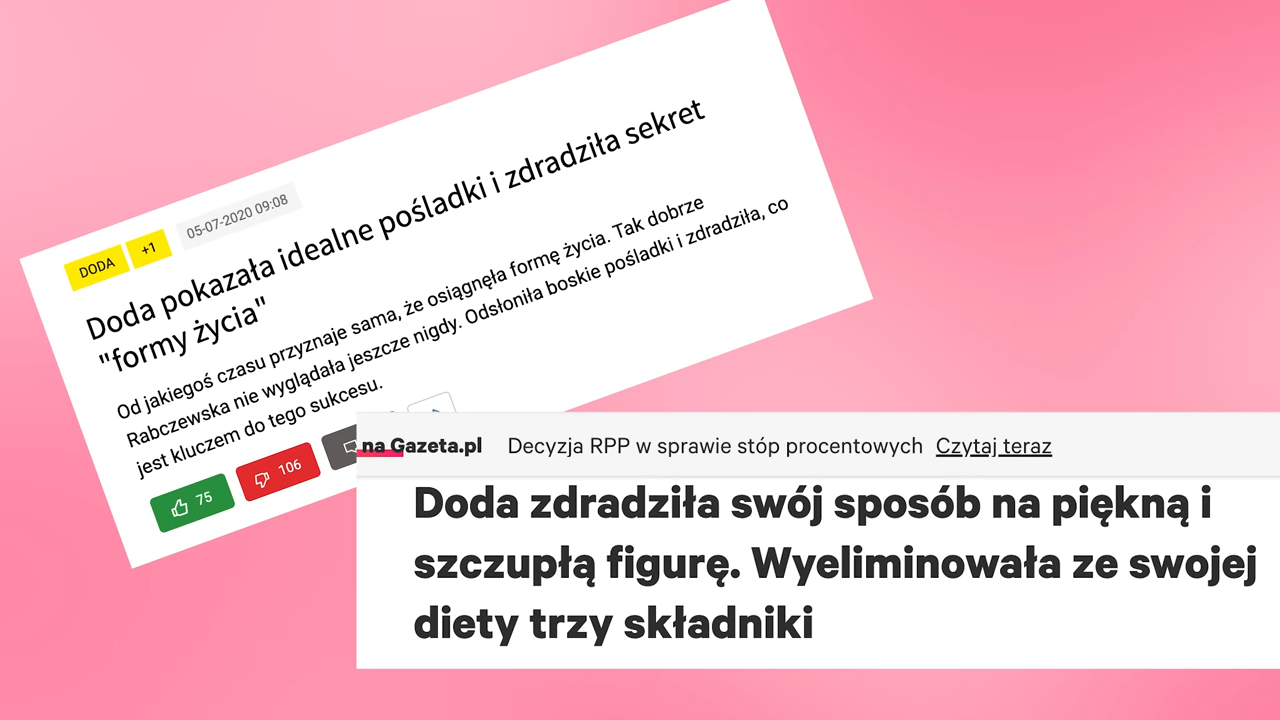 DODA +1 05-07-2020 09:08
Doda pokazała idealne pośladki i zdradziła sekret
"formy życia"
Od jakiegoś czasu przyznaje sama, że osiągnęła formę życia. Tak dobrze
Rabczewska nie wyglądała jeszcze nigdy. Odsłoniła boskie pośladki i zdradziła, co
jest kluczem do tego sukcesu.
75 106
na Gazeta.pl Decyzja RPP w sprawie stóp procentowych Czytaj teraz
Doda zdradziła swój sposób na piękną i
szczupłą figurę. Wyeliminowała ze swojej
diety trzy składniki